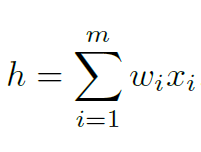 h = \sum_{i=1}^{m} w_i x_i